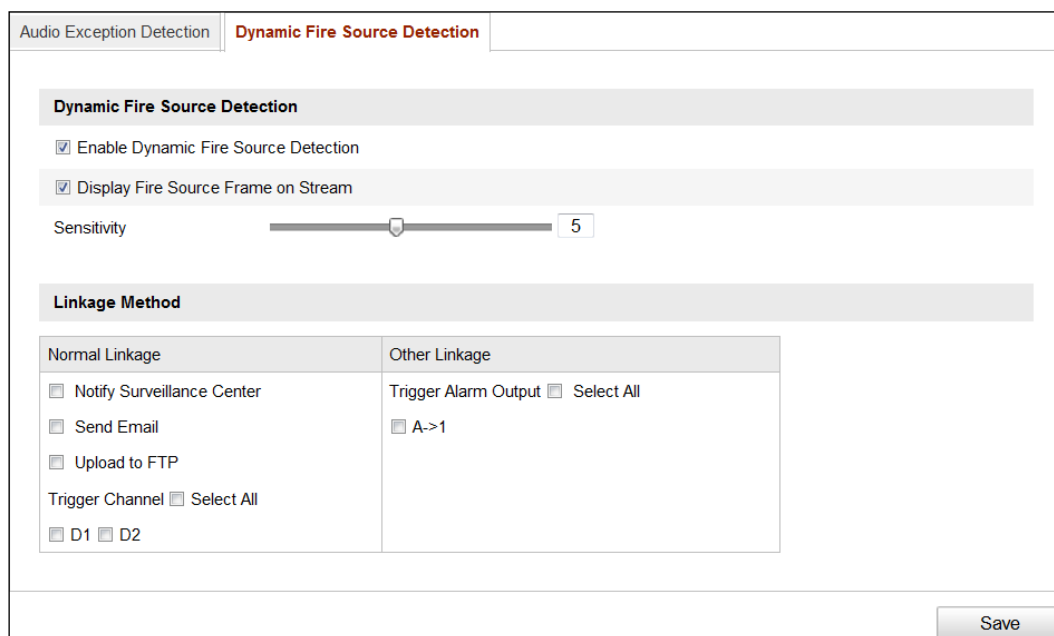 Audio Exception Detection Dynamic Fire Source Detection
Dynamic Fire Source Detection
Enable Dynamic Fire Source Detection
Display Fire Source Frame on Stream
Sensitivity 5
Linkage Method
Normal Linkage Other Linkage
Notify Surveillance Center Trigger Alarm Output Select All
Send Email A->1
Upload to FTP
Trigger Channel Select All
D1 D2
Save